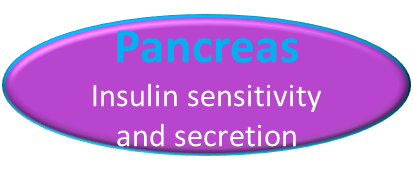 Pancreas
Insulin sensitivity
and secretion